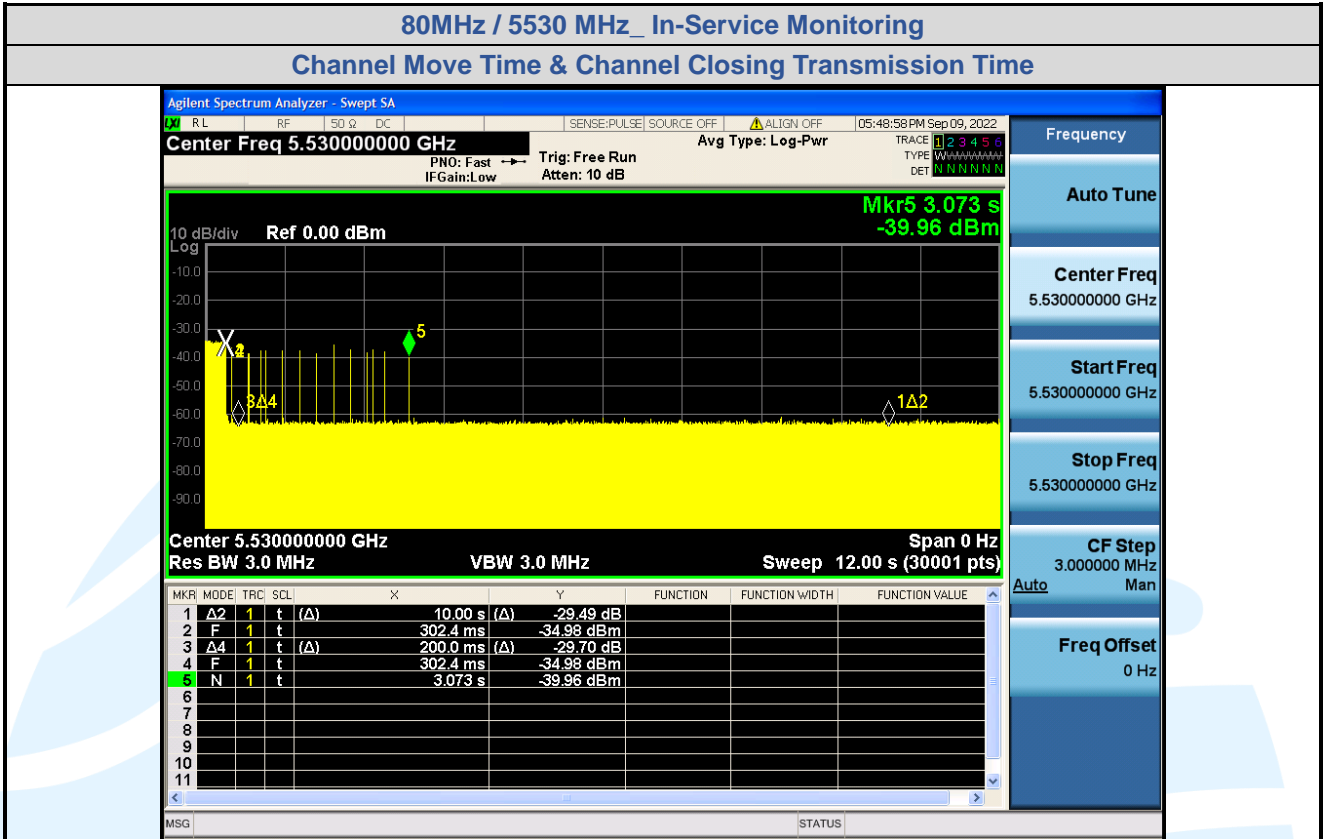 80MHz / 5530 MHz_ In-Service Monitoring
Channel Move Time & Channel Closing Transmission Time
Agilent Spectrum Analyzer - Swept SA
LXI RL RF 50 Ω DC SENSE:PULSE SOURCE OFF ALIGN OFF 05:48:58 PM Sep 09, 2022
Center Freq 5.530000000 GHz
PNO: Fast
IFGain:Low
Trig: Free Run
Atten: 10 dB
Avg Type: Log-Pwr
TRACE 1 2 3 4 5 6
TYPE WWWWWW
DET N N N N N N
Mkr5 3.073 s
-39.96 dBm
10 dB/div Ref 0.00 dBm
Log
-10.0
-20.0
-30.0
-40.0
-50.0
-60.0
-70.0
-80.0
-90.0
X
5
3Δ4
1Δ2
Center 5.530000000 GHz Span 0 Hz
Res BW 3.0 MHz VBW 3.0 MHz Sweep 12.00 s (30001 pts)
MKR MODE TRC SCL X Y FUNCTION FUNCTION WIDTH FUNCTION VALUE
1 Δ2 1 t (Δ) 10.00 s (Δ) -29.49 dB
2 F 1 t 302.4 ms -34.98 dBm
3 Δ4 1 t (Δ) 200.0 ms (Δ) -29.70 dB
4 F 1 t 302.4 ms -34.98 dBm
5 N 1 t 3.073 s -39.96 dBm
6
7
8
9
10
11
MSG STATUS
Frequency
Auto Tune
Center Freq
5.530000000 GHz
Start Freq
5.530000000 GHz
Stop Freq
5.530000000 GHz
CF Step
3.000000 MHz
Auto Man
Freq Offset
0 Hz